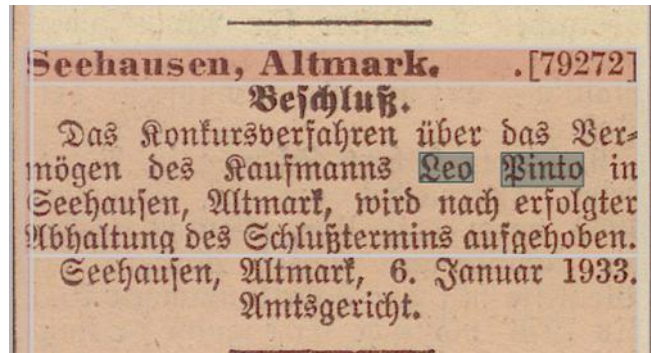 Seehausen, Altmark. .[79272]
Beschluß.
Das Konkursverfahren über das Ver-
mögen des Kaufmanns Leo Pinto in
Seehausen, Altmark, wird nach erfolgter
Abhaltung des Schlußtermins aufgehoben.
Seehausen, Altmark, 6. Januar 1933.
Amtsgericht.